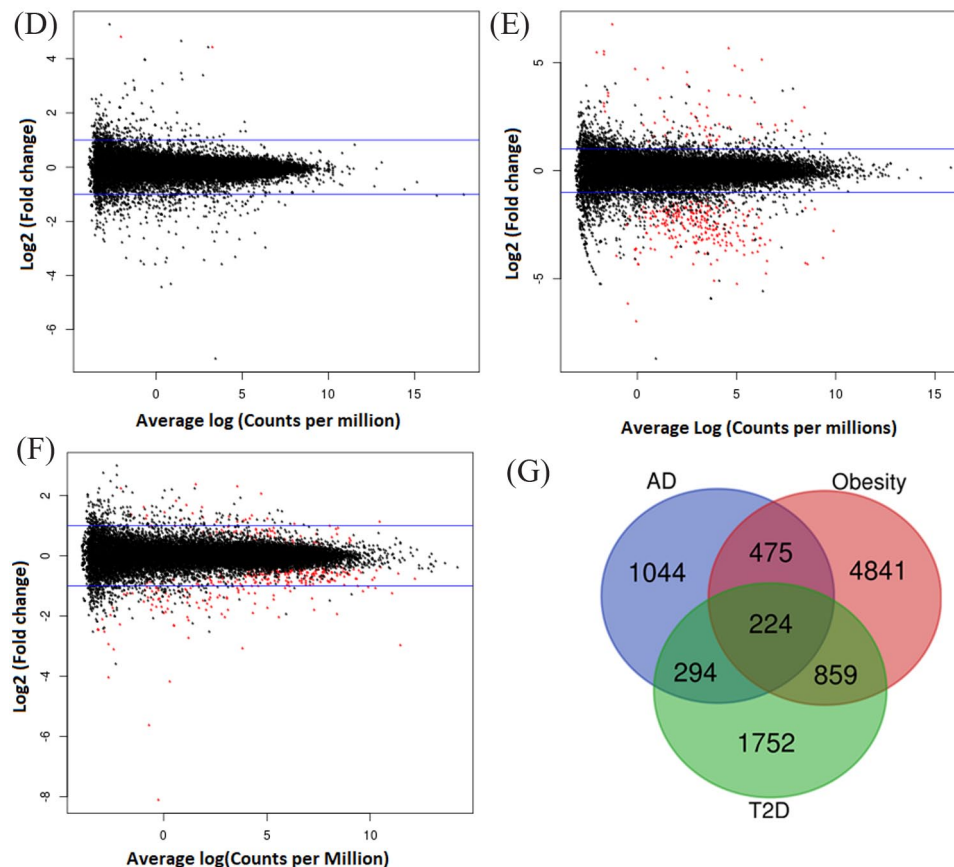 (D)
4
2
0
-2
-4
-6
Log2 (Fold change)
0 5 10 15
Average log (Counts per million)
(E)
5
0
-5
Log2 (Fold change)
0 5 10 15
Average Log (Counts per millions)
(F)
2
0
-2
-4
-6
-8
Log2 (Fold change)
0 5 10
Average log(Counts per Million)
(G)
AD Obesity
1044 475 4841
224
294 859
1752
T2D